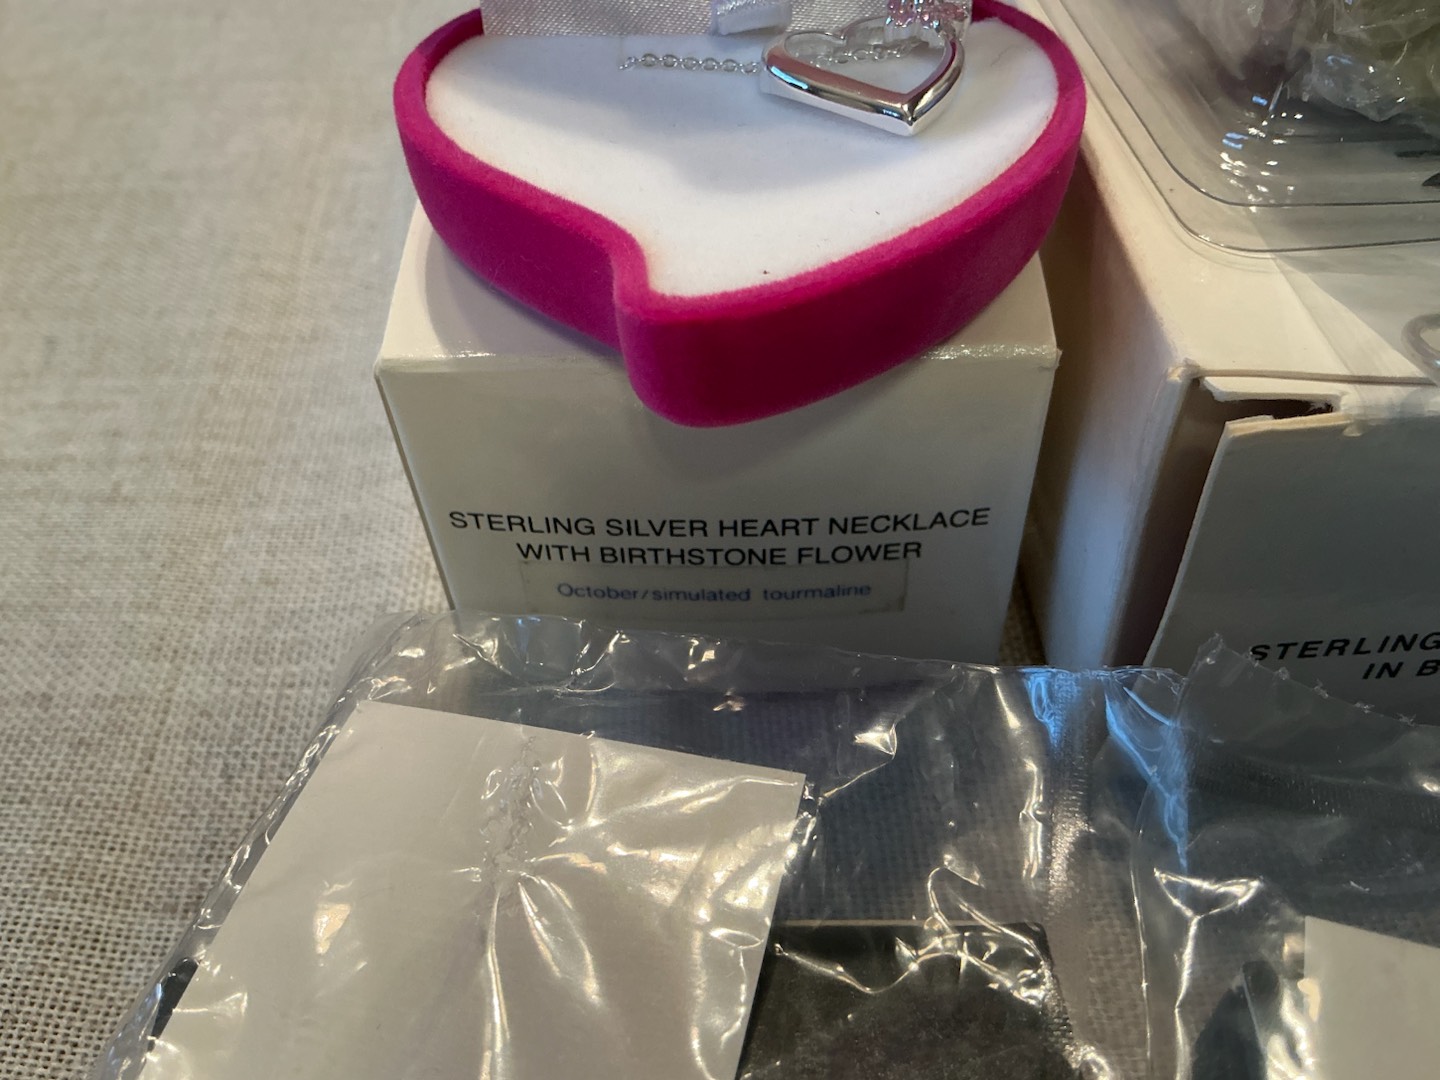 STERLING SILVER HEART NECKLACE
WITH BIRTHSTONE FLOWER
October/simulated tourmaline
STERLING
IN B